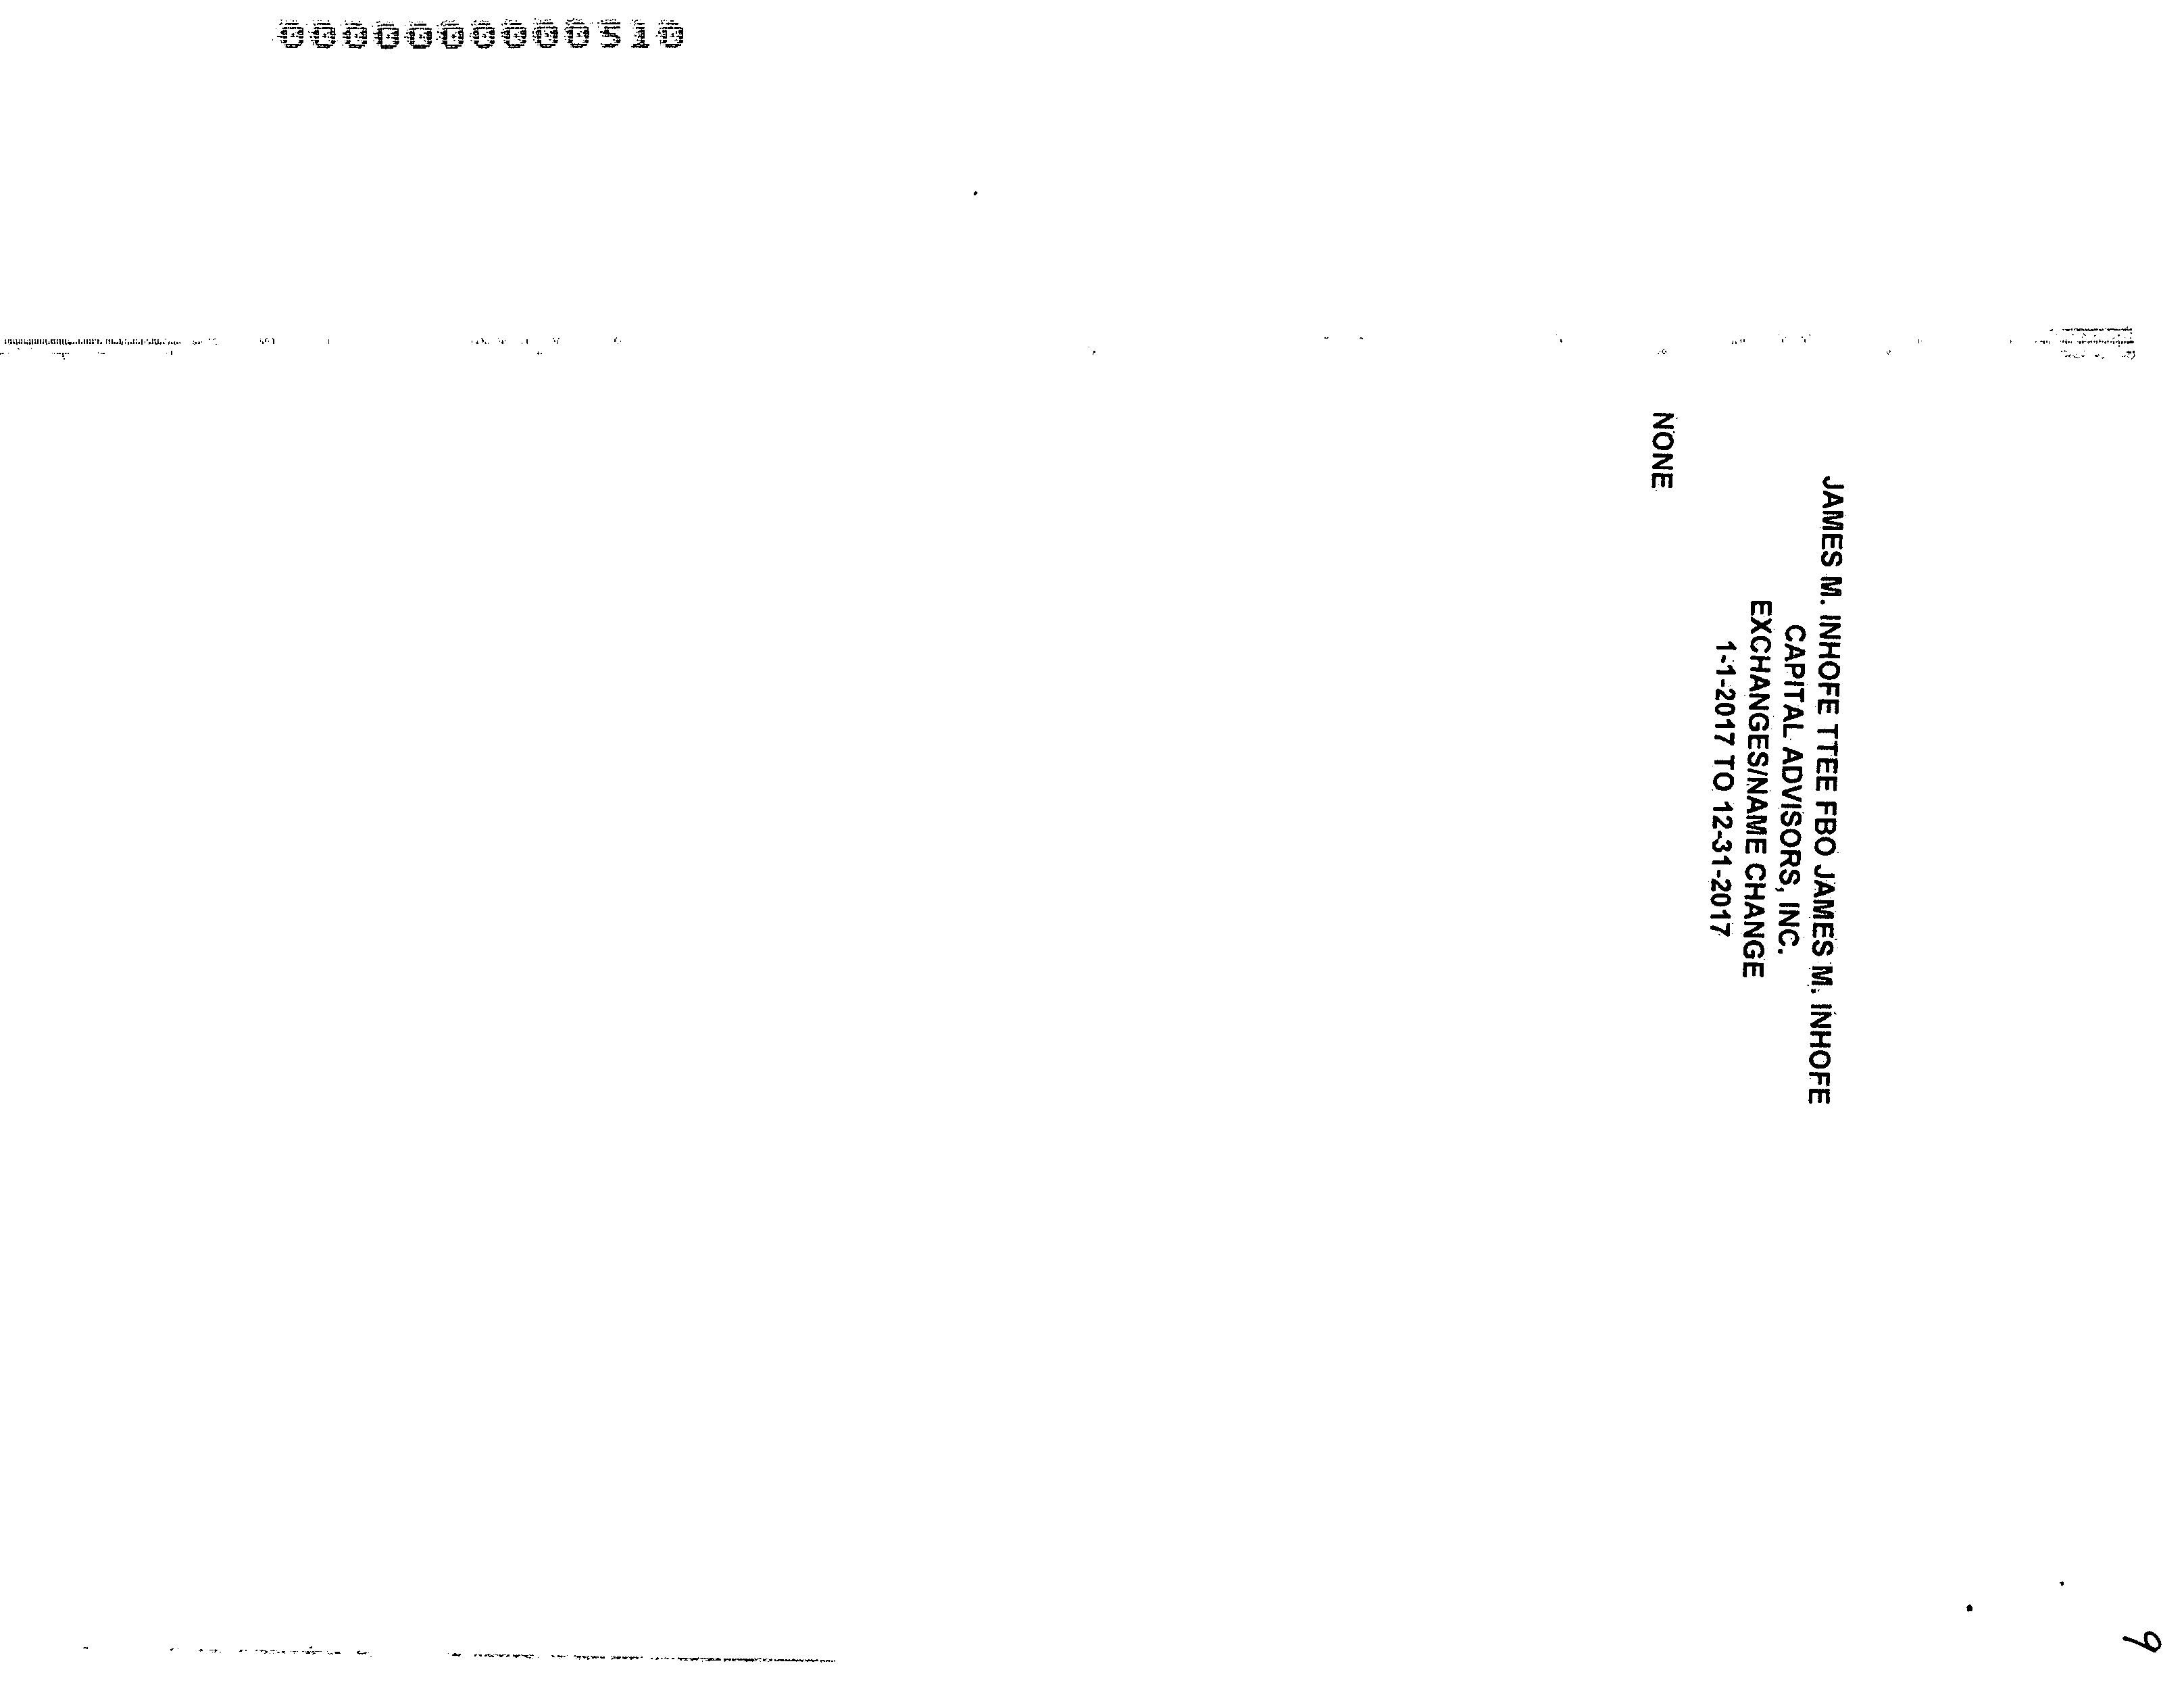 0000000000510
JAMES M. INHOFE TTEE FBO JAMES M. INHOFE
CAPITAL ADVISORS, INC.
EXCHANGES/NAME CHANGE
1-1-2017 TO 12-31-2017
NONE
9